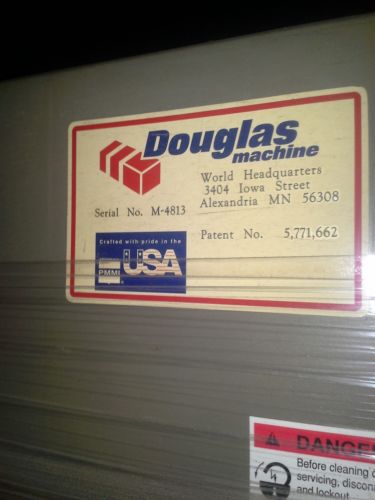 Douglas
machine
World Headquarters
3404 Iowa Street
Alexandria MN 56308
Serial No. M-4813
Patent No. 5,771,662
Crafted with pride in the
USA
PMMI
DANGE
Before cleaning
servicing, disconn
and lockout